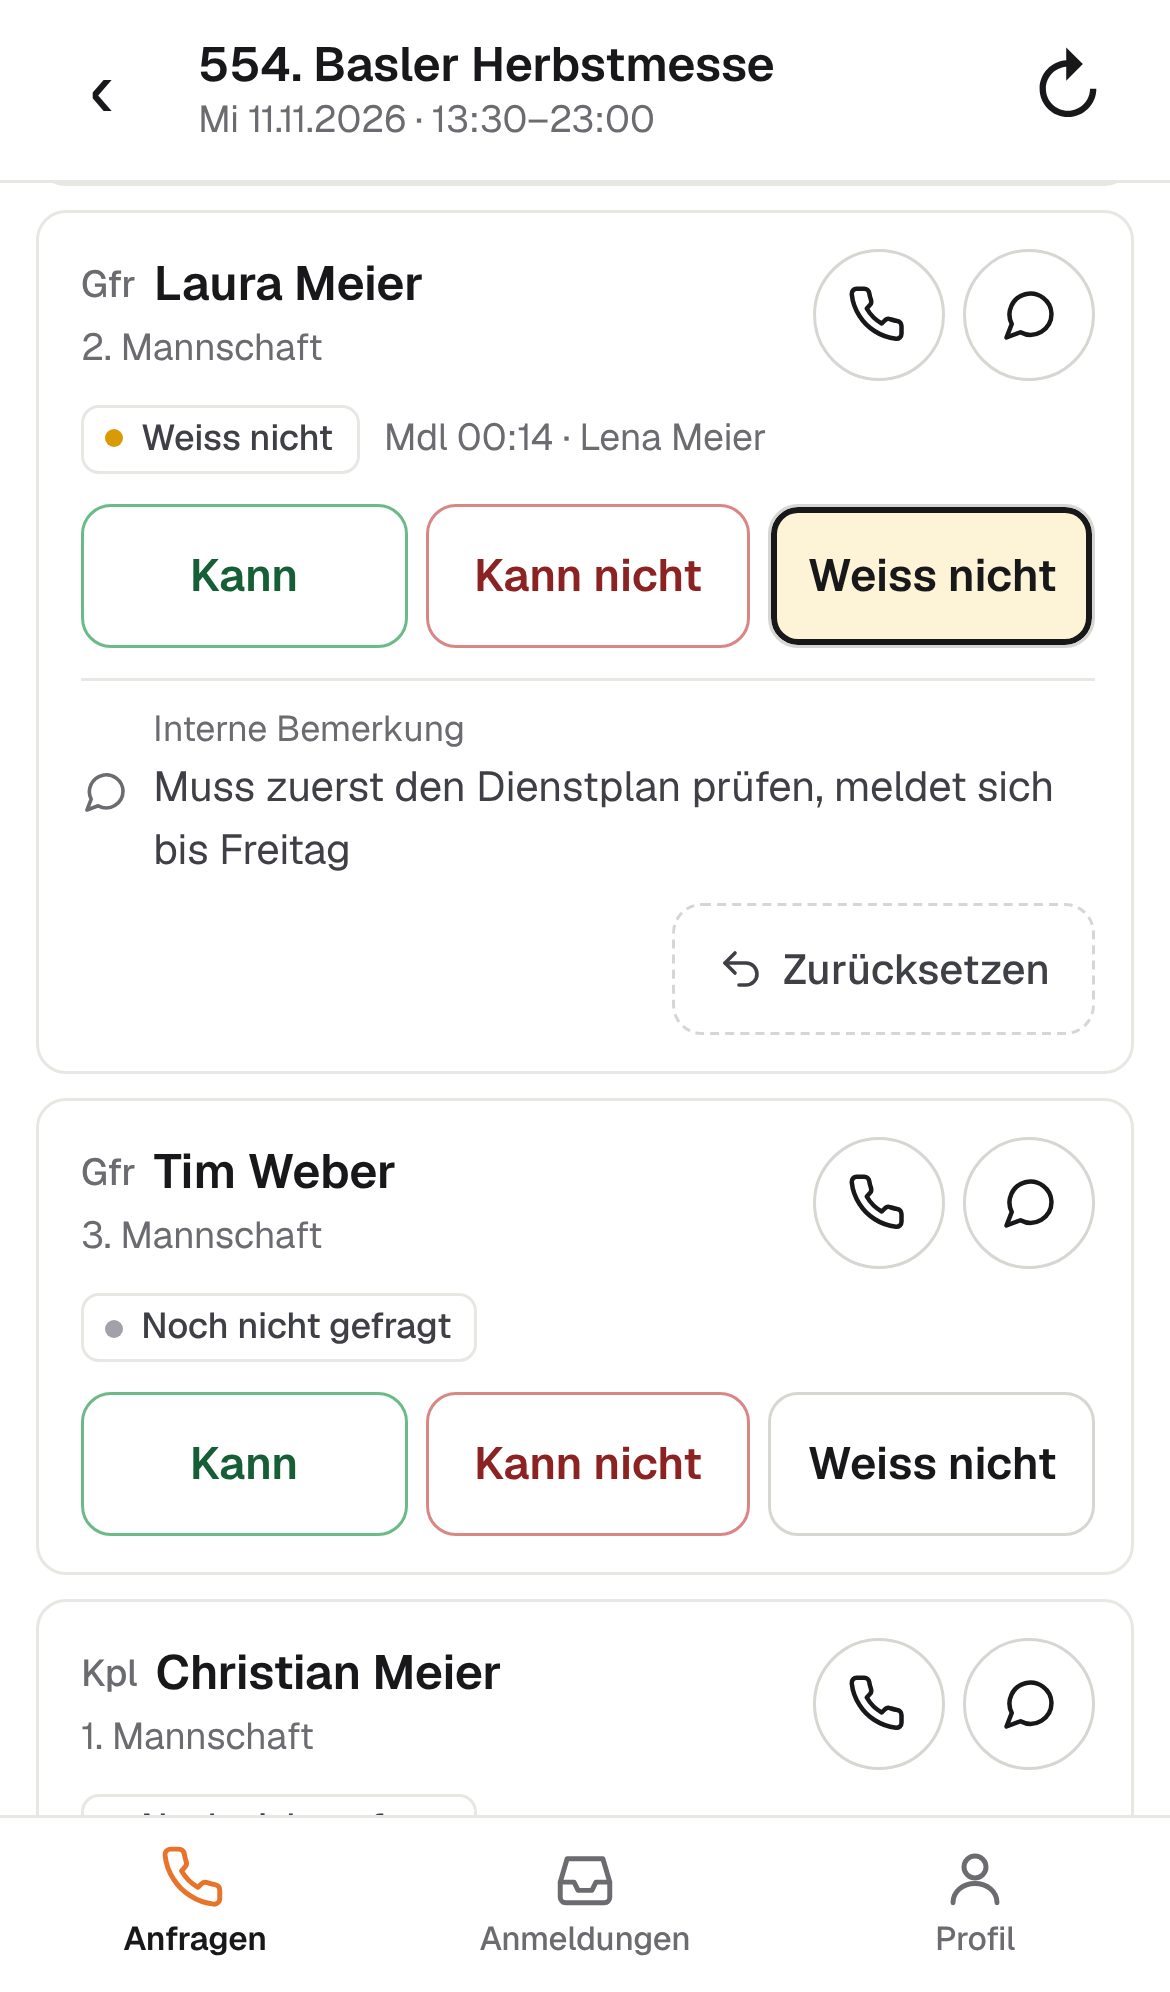 554. Basler Herbstmesse
Mi 11.11.2026 · 13:30–23:00
Gfr Laura Meier
2. Mannschaft
Weiss nicht Mdl 00:14 · Lena Meier
Kann Kann nicht Weiss nicht
Interne Bemerkung
Muss zuerst den Dienstplan prüfen, meldet sich
bis Freitag
Zurücksetzen
Gfr Tim Weber
3. Mannschaft
Noch nicht gefragt
Kann Kann nicht Weiss nicht
Kpl Christian Meier
1. Mannschaft
Anfragen Anmeldungen Profil